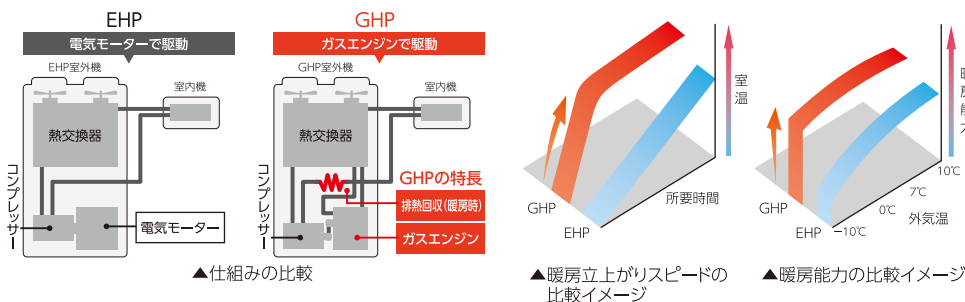 EHP
電気モーターで駆動
EHP室外機
室内機
熱交換器
コンプレッサー
電気モーター
GHP
ガスエンジンで駆動
GHP室外機
室内機
熱交換器
コンプレッサー
GHPの特長
排熱回収(暖房時)
ガスエンジン
▲仕組みの比較
室温
所要時間
GHP
EHP
▲暖房立上がりスピードの
比較イメージ
暖房能
10℃
7℃
0℃
−10℃
外気温
GHP
EHP
▲暖房能力の比較イメージ